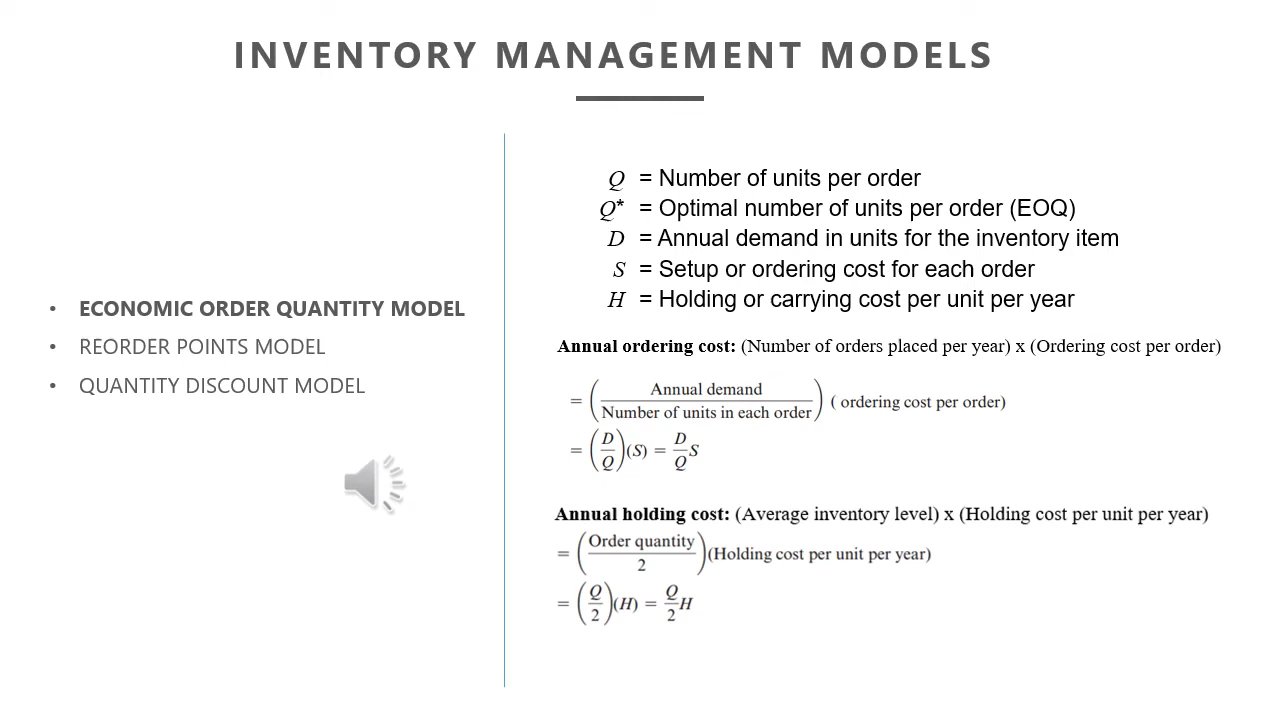 INVENTORY MANAGEMENT MODELS
• ECONOMIC ORDER QUANTITY MODEL
• REORDER POINTS MODEL
• QUANTITY DISCOUNT MODEL
Q = Number of units per order
Q* = Optimal number of units per order (EOQ)
D = Annual demand in units for the inventory item
S = Setup or ordering cost for each order
H = Holding or carrying cost per unit per year
Annual ordering cost: (Number of orders placed per year) x (Ordering cost per order)
= (Annual demand / Number of units in each order) ( ordering cost per order)
= (D/Q)(S) = D/Q S
Annual holding cost: (Average inventory level) x (Holding cost per unit per year)
= (Order quantity / 2)(Holding cost per unit per year)
= (Q/2)(H) = Q/2 H